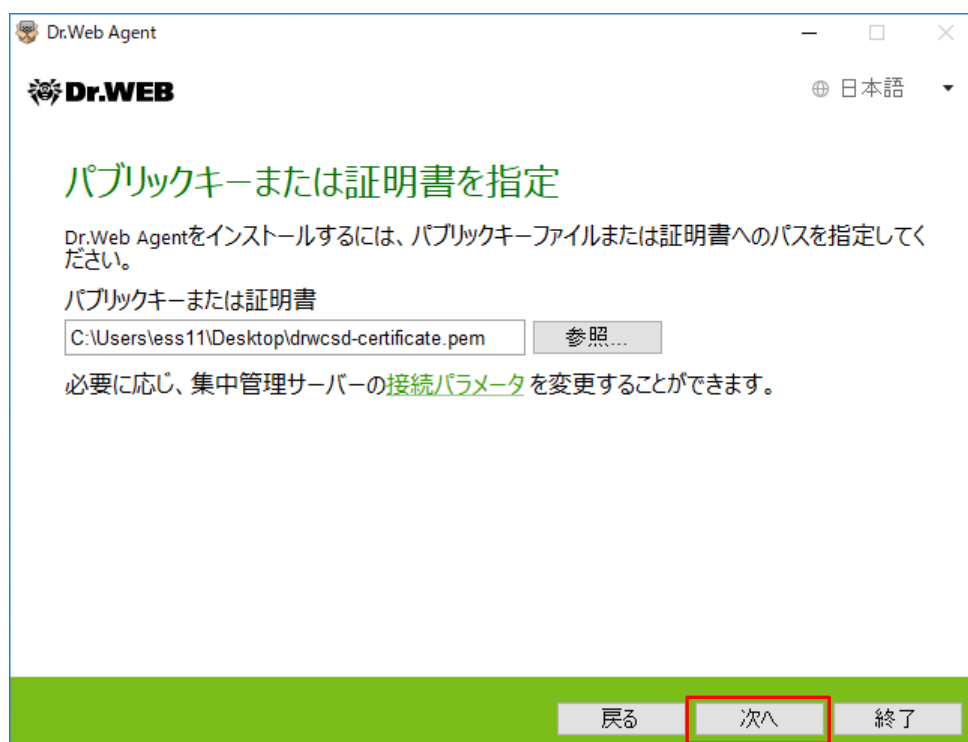 Dr.Web Agent
Dr.WEB
日本語
パブリックキーまたは証明書を指定
Dr.Web Agentをインストールするには、パブリックキーファイルまたは証明書へのパスを指定してく
ださい。
パブリックキーまたは証明書
C:\Users\ess11\Desktop\drwcsd-certificate.pem
参照...
必要に応じ、集中管理サーバーの接続パラメータ を変更することができます。
戻る
次へ
終了